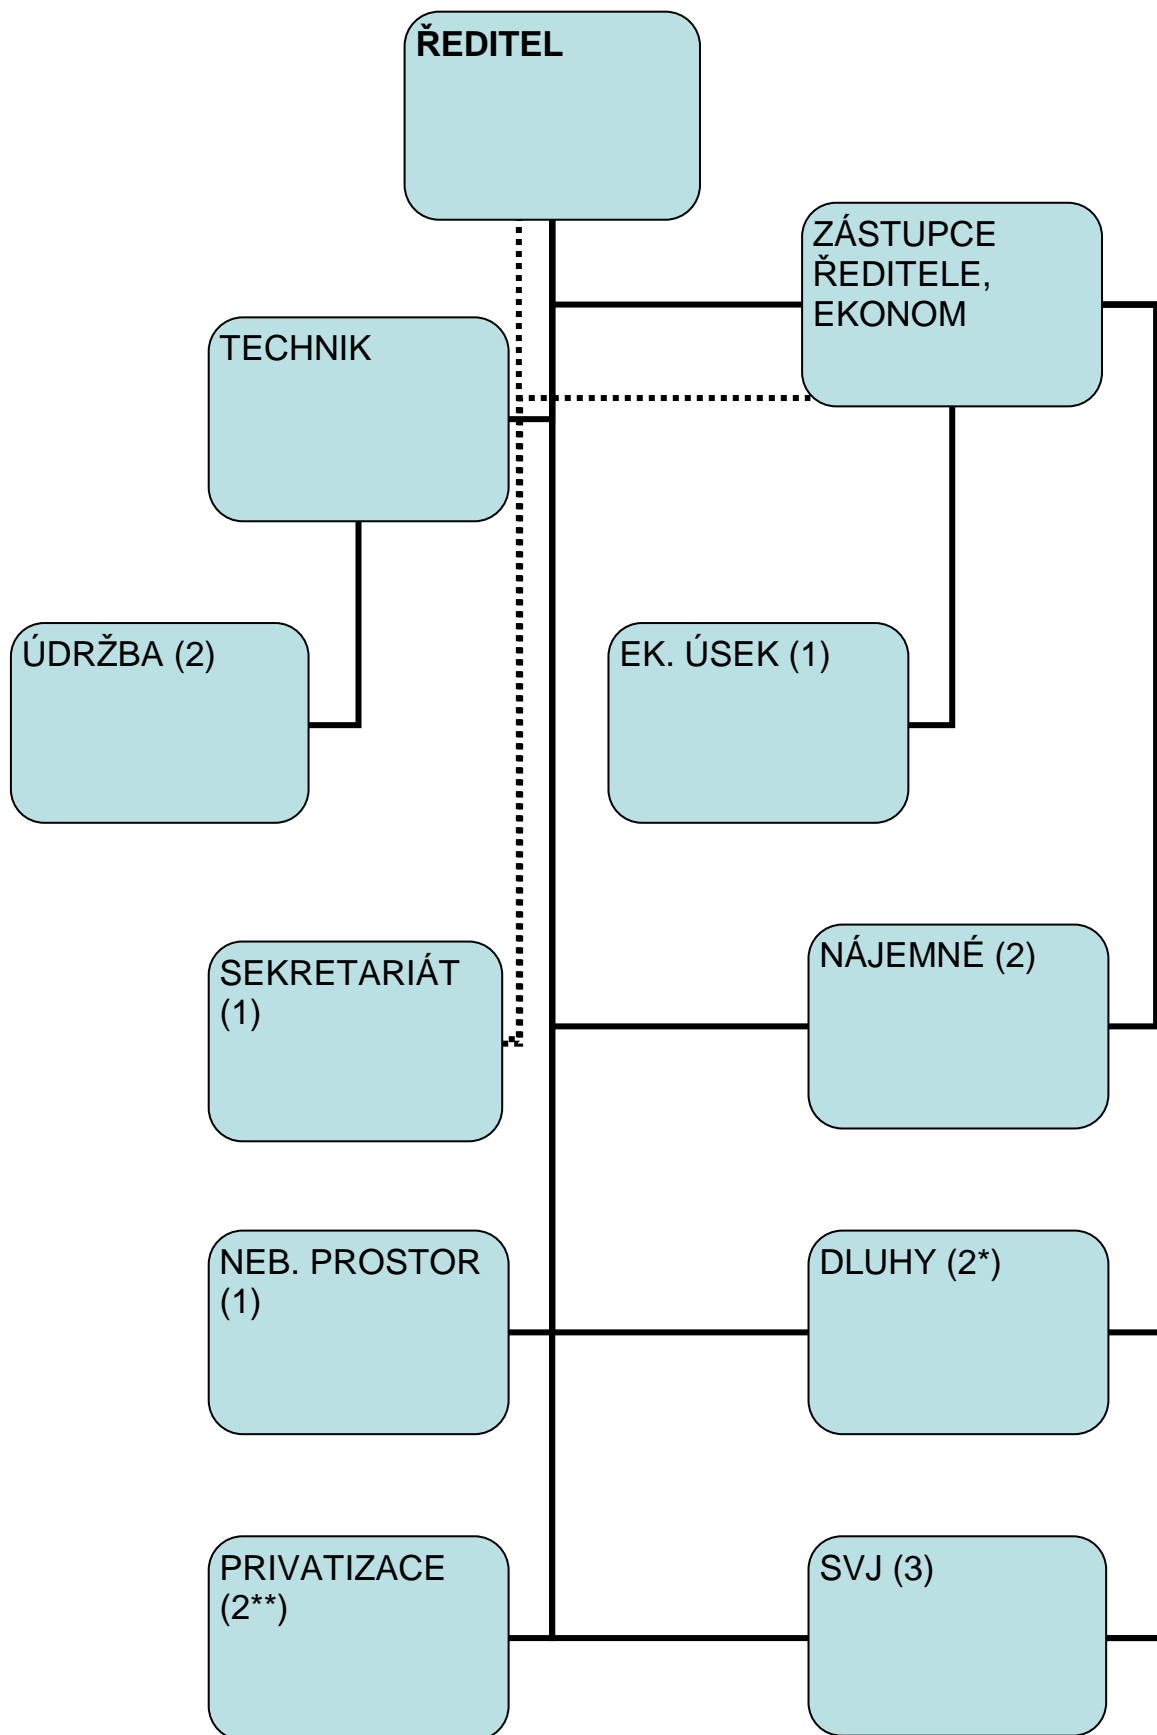 ŘEDITEL
ZÁSTUPCE
ŘEDITELE,
EKONOM
TECHNIK
ÚDRŽBA (2)
EK. ÚSEK (1)
SEKRETARIÁT
(1)
NÁJEMNÉ (2)
NEB. PROSTOR
(1)
DLUHY (2*)
PRIVATIZACE
(2**)
SVJ (3)